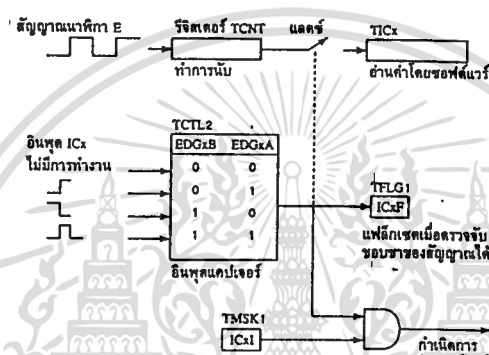 สัญญาณนาฬิกา E
รีจิสเตอร์ TCNT
แลตช์
TICx
ทำการนับ
อ่านค่าโดยซอฟต์แวร์
TCTL2
อินพุต ICx
ไม่มีการทำงาน
EDGxB EDGxA
0 0
0 1
1 0
1 1
อินพุตแคปเจอร์
TFLG1
ICxF
แฟล็กเซตเมื่อตรวจจับ
ขอบขาของสัญญาณได้
TMSK1
ICxI
กำเนิดการ